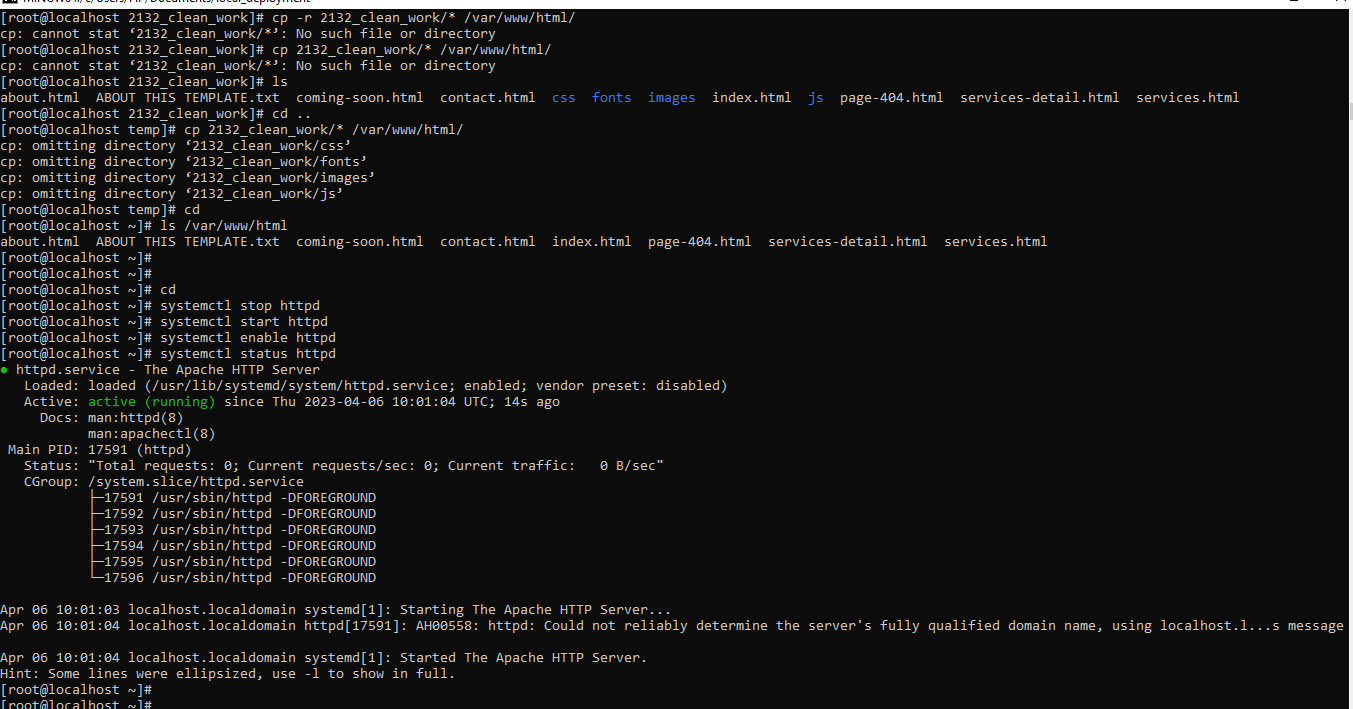 [root@localhost 2132_clean_work]# cp -r 2132_clean_work/* /var/www/html/
cp: cannot stat ‘2132_clean_work/*’: No such file or directory
[root@localhost 2132_clean_work]# cp 2132_clean_work/* /var/www/html/
cp: cannot stat ‘2132_clean_work/*’: No such file or directory
[root@localhost 2132_clean_work]# ls
about.html  ABOUT THIS TEMPLATE.txt  coming-soon.html  contact.html  css  fonts  images  index.html  js  page-404.html  services-detail.html  services.html
[root@localhost 2132_clean_work]# cd ..
[root@localhost temp]# cp 2132_clean_work/* /var/www/html/
cp: omitting directory ‘2132_clean_work/css’
cp: omitting directory ‘2132_clean_work/fonts’
cp: omitting directory ‘2132_clean_work/images’
cp: omitting directory ‘2132_clean_work/js’
[root@localhost temp]# cd
[root@localhost ~]# ls /var/www/html
about.html  ABOUT THIS TEMPLATE.txt  coming-soon.html  contact.html  index.html  page-404.html  services-detail.html  services.html
[root@localhost ~]#
[root@localhost ~]#
[root@localhost ~]# cd
[root@localhost ~]# systemctl stop httpd
[root@localhost ~]# systemctl start httpd
[root@localhost ~]# systemctl enable httpd
[root@localhost ~]# systemctl status httpd
● httpd.service - The Apache HTTP Server
   Loaded: loaded (/usr/lib/systemd/system/httpd.service; enabled; vendor preset: disabled)
   Active: active (running) since Thu 2023-04-06 10:01:04 UTC; 14s ago
     Docs: man:httpd(8)
           man:apachectl(8)
 Main PID: 17591 (httpd)
   Status: "Total requests: 0; Current requests/sec: 0; Current traffic:   0 B/sec"
   CGroup: /system.slice/httpd.service
           ├─17591 /usr/sbin/httpd -DFOREGROUND
           ├─17592 /usr/sbin/httpd -DFOREGROUND
           ├─17593 /usr/sbin/httpd -DFOREGROUND
           ├─17594 /usr/sbin/httpd -DFOREGROUND
           ├─17595 /usr/sbin/httpd -DFOREGROUND
           └─17596 /usr/sbin/httpd -DFOREGROUND
Apr 06 10:01:03 localhost.localdomain systemd[1]: Starting The Apache HTTP Server...
Apr 06 10:01:04 localhost.localdomain httpd[17591]: AH00558: httpd: Could not reliably determine the server's fully qualified domain name, using localhost.l...s message
Apr 06 10:01:04 localhost.localdomain systemd[1]: Started The Apache HTTP Server.
Hint: Some lines were ellipsized, use -l to show in full.
[root@localhost ~]#
[root@localhost ~]#